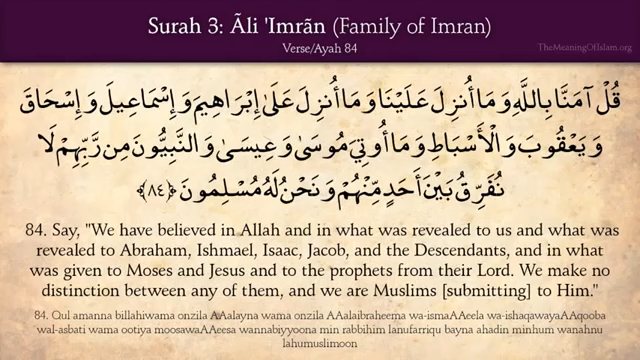 Surah 3: Ãli 'Imrãn (Family of Imran)
Verse/Ayah 84
TheMeaningOfIslam.org
قُلْ آمَنَّا بِاللَّهِ وَمَا أُنزِلَ عَلَيْنَا وَمَا أُنزِلَ عَلَىٰ إِبْرَاهِيمَ وَإِسْمَاعِيلَ وَإِسْحَاقَ
وَيَعْقُوبَ وَالْأَسْبَاطِ وَمَا أُوتِيَ مُوسَىٰ وَعِيسَىٰ وَالنَّبِيُّونَ مِن رَّبِّهِمْ لَا
نُفَرِّقُ بَيْنَ أَحَدٍ مِّنْهُمْ وَنَحْنُ لَهُ مُسْلِمُونَ ﴿٨٤﴾
84. Say, "We have believed in Allah and in what was revealed to us and what was
revealed to Abraham, Ishmael, Isaac, Jacob, and the Descendants, and in what
was given to Moses and Jesus and to the prophets from their Lord. We make no
distinction between any of them, and we are Muslims [submitting] to Him."
84. Qul amanna billahiwama onzila AAalayna wama onzila AAalaibraheema wa-ismaAAeela wa-ishaqawayaAAqooba
wal-asbati wama ootiya moosawaAAeesa wannabiyyoona min rabbihim lanufarriqu bayna ahadin minhum wanahnu
lahumuslimoon